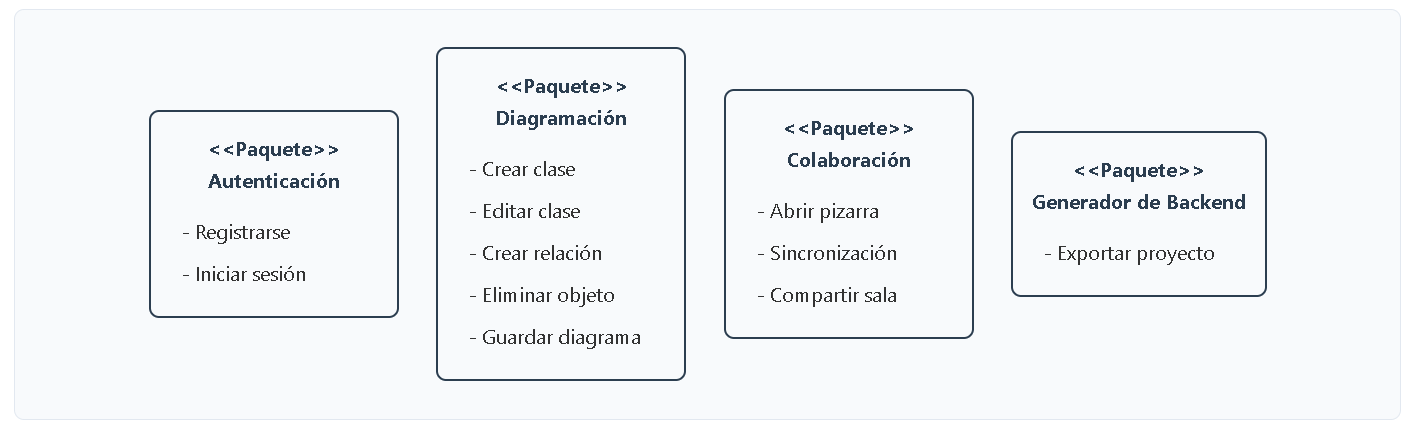 <<Paquete>>
Autenticación
- Registrarse
- Iniciar sesión
<<Paquete>>
Diagramación
- Crear clase
- Editar clase
- Crear relación
- Eliminar objeto
- Guardar diagrama
<<Paquete>>
Colaboración
- Abrir pizarra
- Sincronización
- Compartir sala
<<Paquete>>
Generador de Backend
- Exportar proyecto